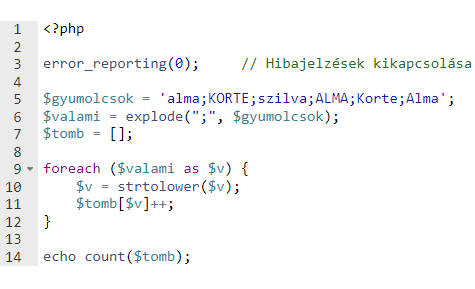 1 <?php
2
3 error_reporting(0);     // Hibajelzések kikapcsolása
4
5 $gyumolcsok = 'alma;KORTE;szilva;ALMA;Korte;Alma';
6 $valami = explode(";", $gyumolcsok);
7 $tomb = [];
8
9 foreach ($valami as $v) {
10     $v = strtolower($v);
11     $tomb[$v]++;
12 }
13
14 echo count($tomb);